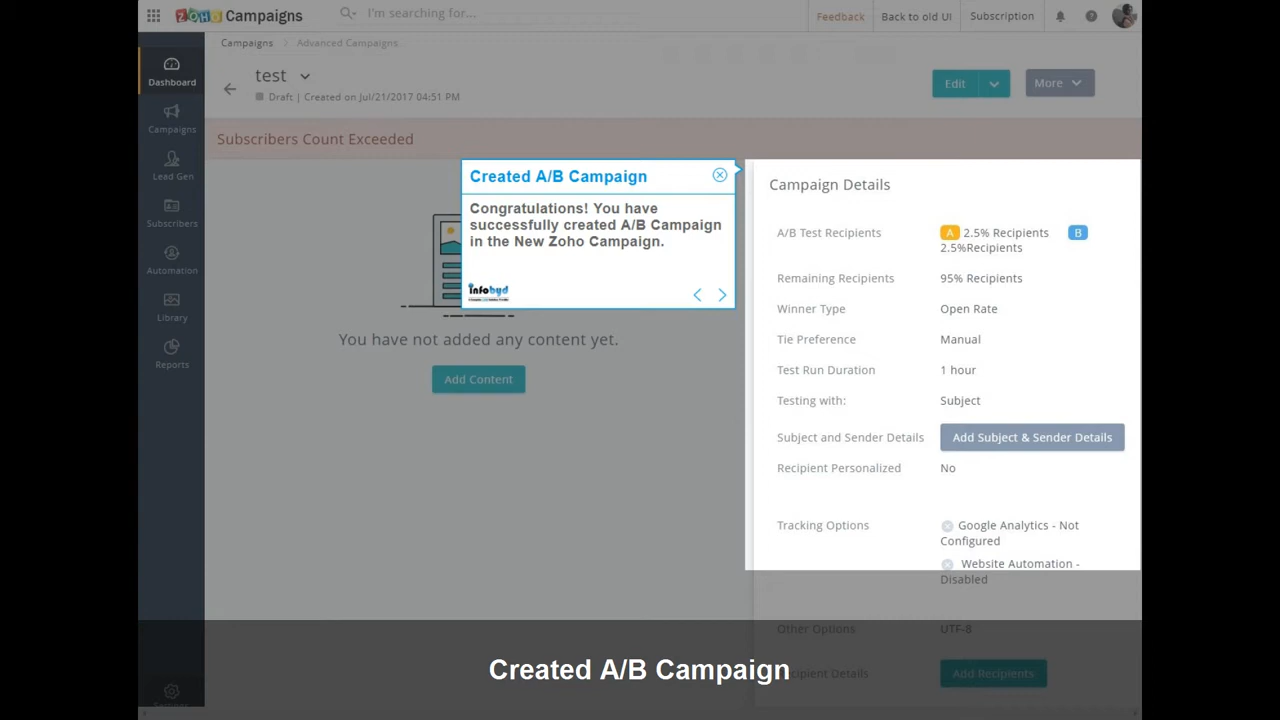 ZOHO Campaigns
I'm searching for...
Feedback
Back to old UI
Subscription
Campaigns
Advanced Campaigns
test
Draft | Created on Jul/21/2017 04:51 PM
Edit
More
Dashboard
Campaigns
Lead Gen
Subscribers
Automation
Library
Reports
Subscribers Count Exceeded
Created A/B Campaign
Congratulations! You have
successfully created A/B Campaign
in the New Zoho Campaign.
infobyd
You have not added any content yet.
Add Content
Campaign Details
A/B Test Recipients
A 2.5% Recipients B
2.5%Recipients
Remaining Recipients
95% Recipients
Winner Type
Open Rate
Tie Preference
Manual
Test Run Duration
1 hour
Testing with:
Subject
Subject and Sender Details
Add Subject & Sender Details
Recipient Personalized
No
Tracking Options
Google Analytics - Not
Configured
Website Automation -
Disabled
Other Options
UTF-8
Created A/B Campaign
Details
Add Recipients